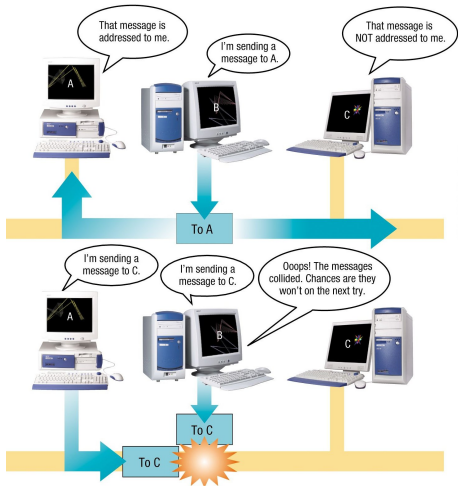 That message is
addressed to me.
I'm sending a
message to A.
That message is
NOT addressed to me.
A
B
C
To A
I'm sending a
message to C.
I'm sending a
message to C.
Ooops! The messages
collided. Chances are they
won't on the next try.
A
B
C
To C
To C